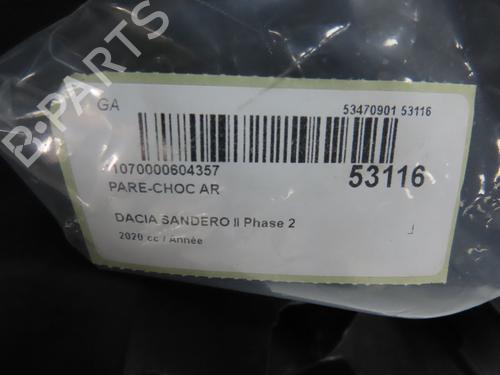 B-PARTS
GA
53470901 53116
1070000604357
53116
PARE-CHOC AR
DACIA SANDERO II Phase 2
2020 cc / Année